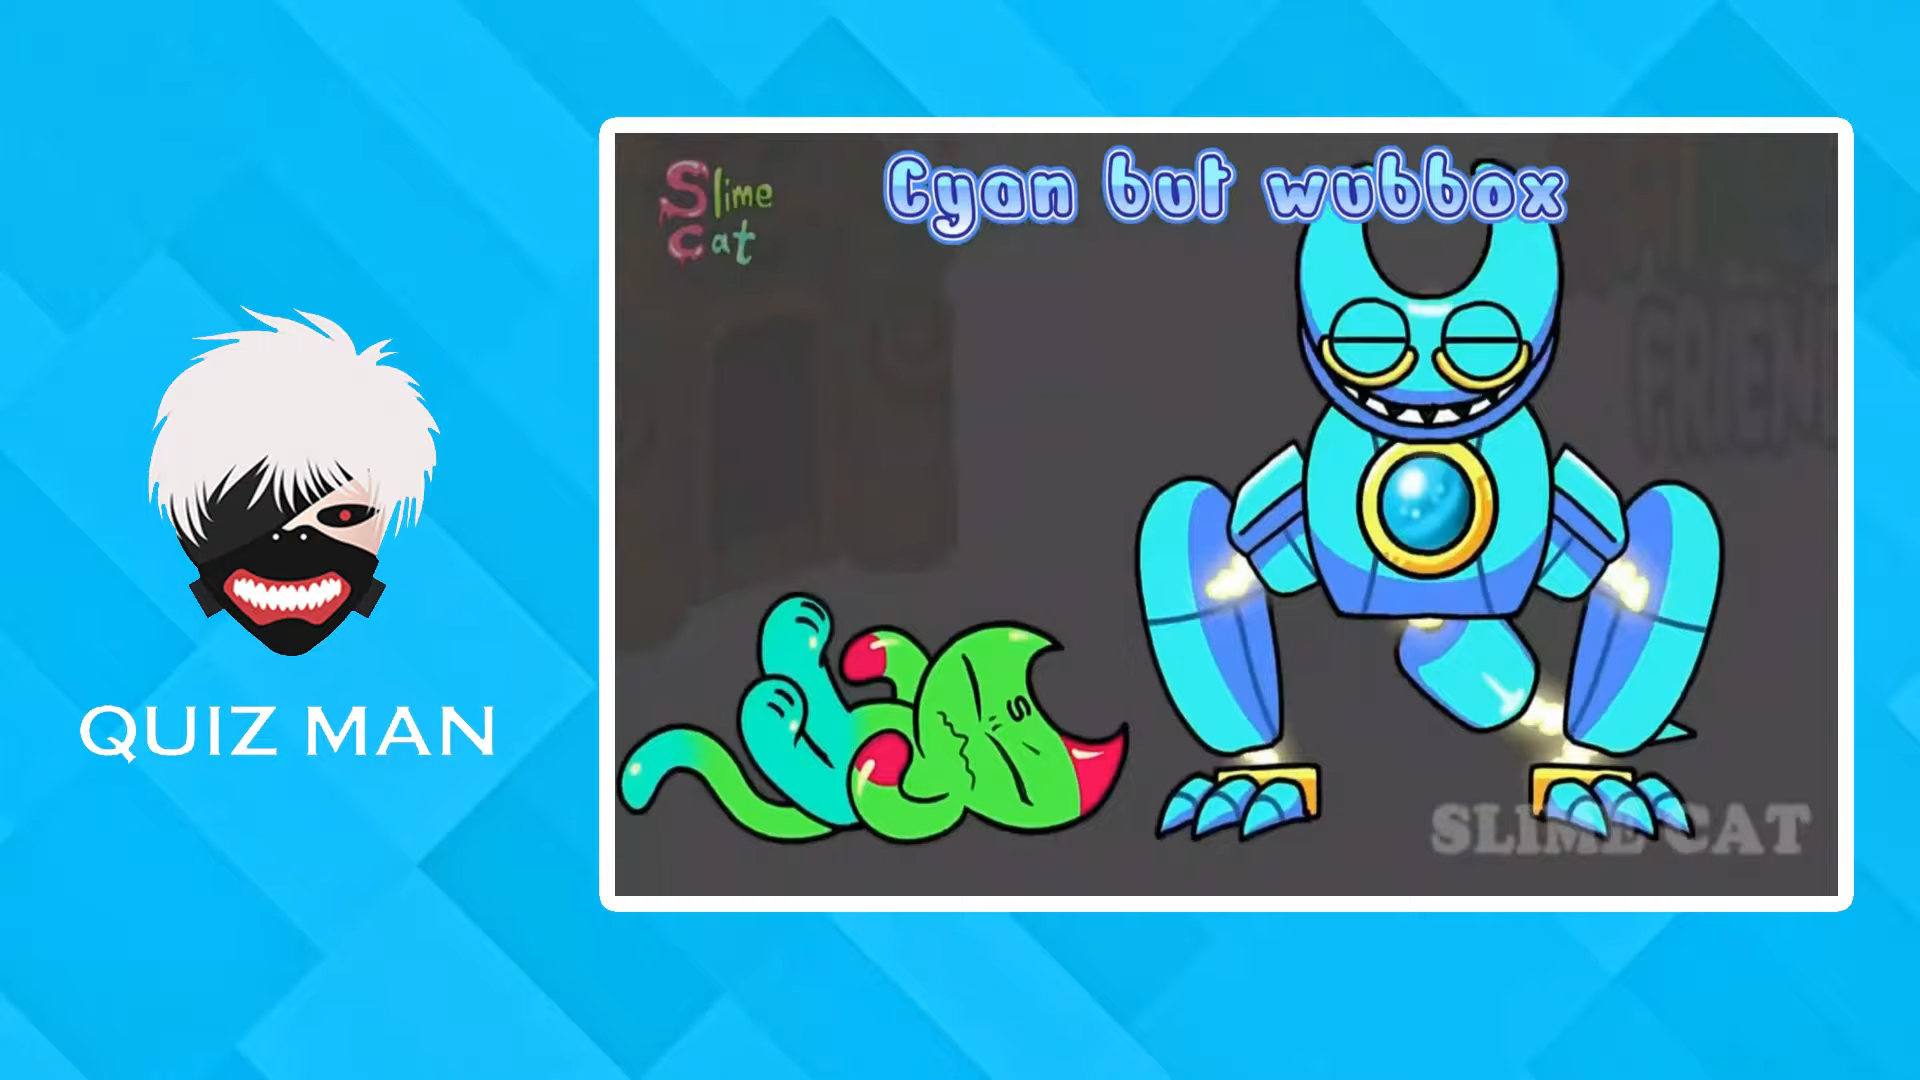 Cyan but wubbox
Slime
Cat
S
QUIZ MAN
SLIME CAT